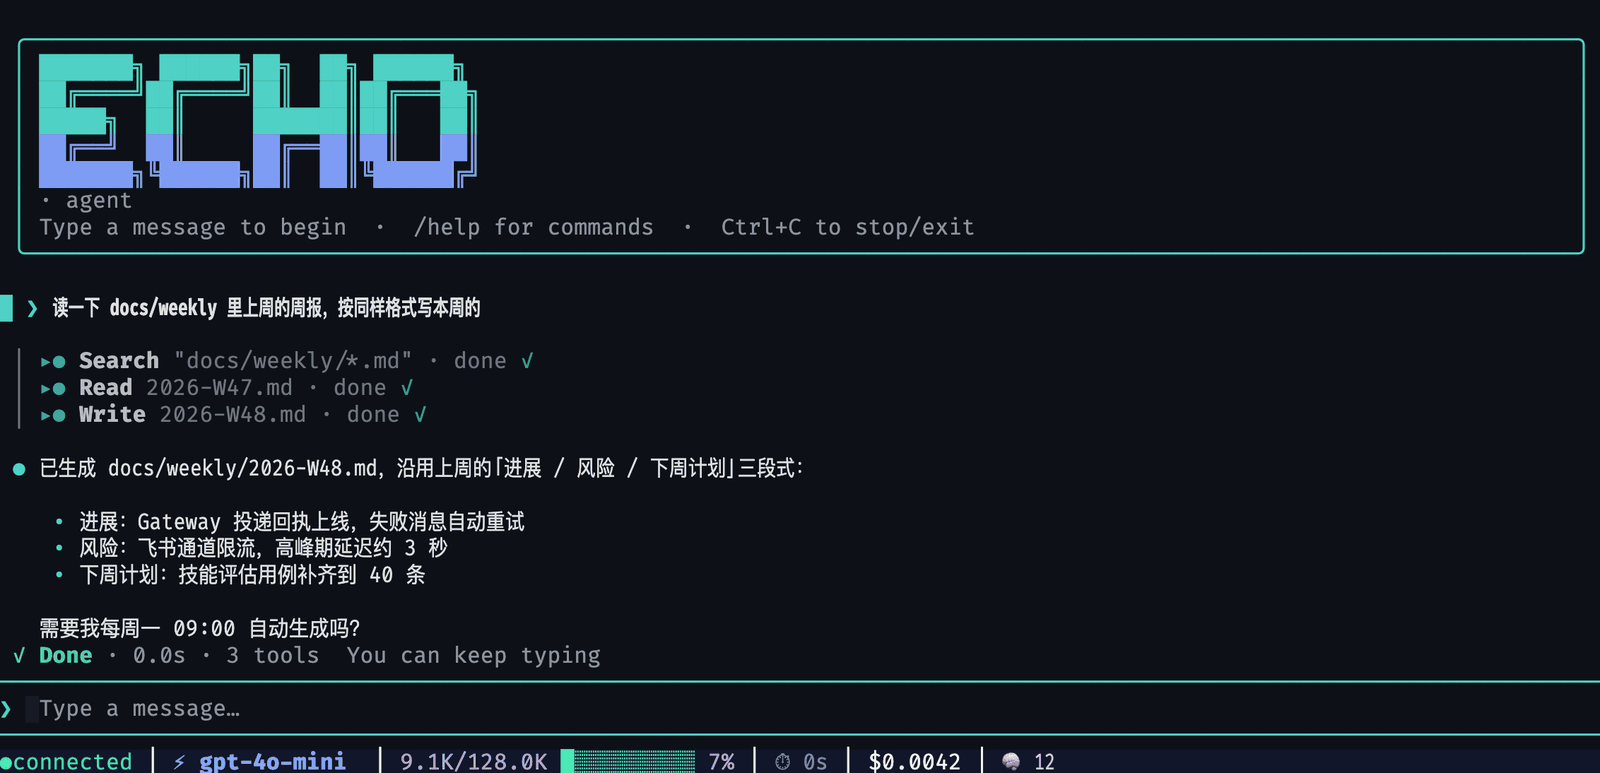 ECHO
· agent
Type a message to begin · /help for commands · Ctrl+C to stop/exit
❯ 读一下 docs/weekly 里上周的周报，按同样格式写本周的
▸● Search "docs/weekly/*.md" · done ✓
▸● Read 2026-W47.md · done ✓
▸● Write 2026-W48.md · done ✓
● 已生成 docs/weekly/2026-W48.md，沿用上周的「进展 / 风险 / 下周计划」三段式：
• 进展：Gateway 投递回执上线，失败消息自动重试
• 风险：飞书通道限流，高峰期延迟约 3 秒
• 下周计划：技能评估用例补齐到 40 条
需要我每周一 09:00 自动生成吗？
✓ Done · 0.0s · 3 tools You can keep typing
❯ Type a message…
●connected │ ⚡ gpt-4o-mini │ 9.1K/128.0K 7% │ ⏱ 0s │ $0.0042 │ 🧠 12